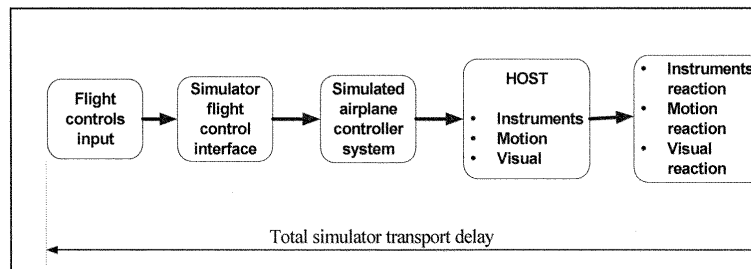 Flight
controls
input
Simulator
flight
control
interface
Simulated
airplane
controller
system
HOST
• Instruments
• Motion
• Visual
• Instruments
reaction
• Motion
reaction
• Visual
reaction
Total simulator transport delay